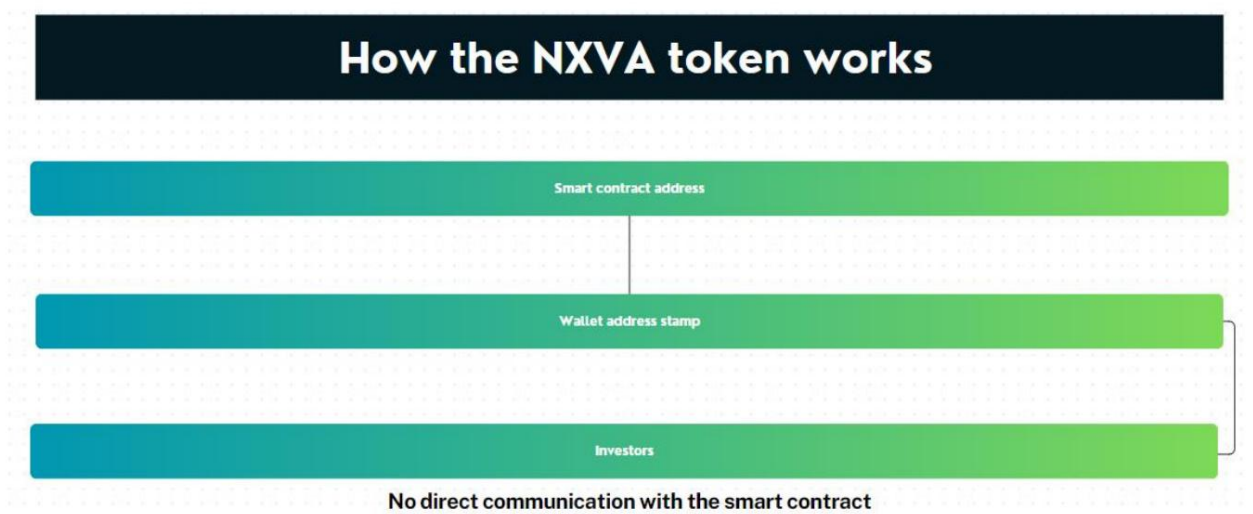 How the NXVA token works
Smart contract address
Wallet address stamp
Investors
No direct communication with the smart contract